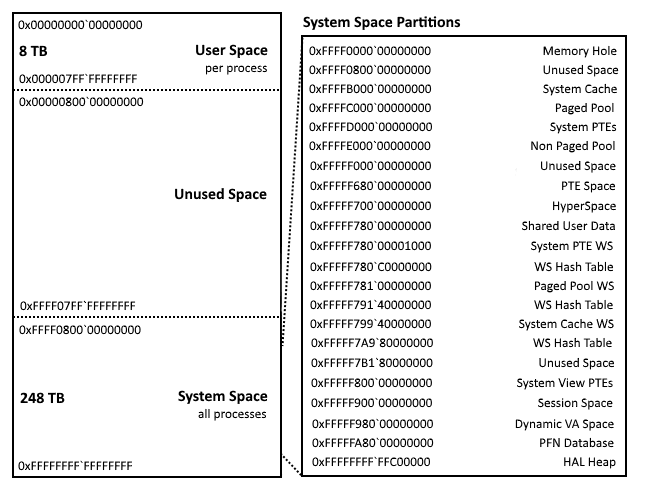 0x00000000`00000000
8 TB User Space
per process
0x000007FF`FFFFFFFF
0x00000800`00000000
Unused Space
0xFFFF07FF`FFFFFFFF
0xFFFF0800`00000000
248 TB System Space
all processes
0xFFFFFFFF`FFFFFFFF
System Space Partitions
0xFFFF0000`00000000 Memory Hole
0xFFFF0800`00000000 Unused Space
0xFFFFB000`00000000 System Cache
0xFFFFC000`00000000 Paged Pool
0xFFFFD000`00000000 System PTEs
0xFFFFE000`00000000 Non Paged Pool
0xFFFFF000`00000000 Unused Space
0xFFFFF680`00000000 PTE Space
0xFFFFF700`00000000 HyperSpace
0xFFFFF780`00000000 Shared User Data
0xFFFFF780`00001000 System PTE WS
0xFFFFF780`C0000000 WS Hash Table
0xFFFFF781`00000000 Paged Pool WS
0xFFFFF791`40000000 WS Hash Table
0xFFFFF799`40000000 System Cache WS
0xFFFFF7A9`80000000 WS Hash Table
0xFFFFF7B1`80000000 Unused Space
0xFFFFF800`00000000 System View PTEs
0xFFFFF900`00000000 Session Space
0xFFFFF980`00000000 Dynamic VA Space
0xFFFFFA80`00000000 PFN Database
0xFFFFFFFF`FFC00000 HAL Heap